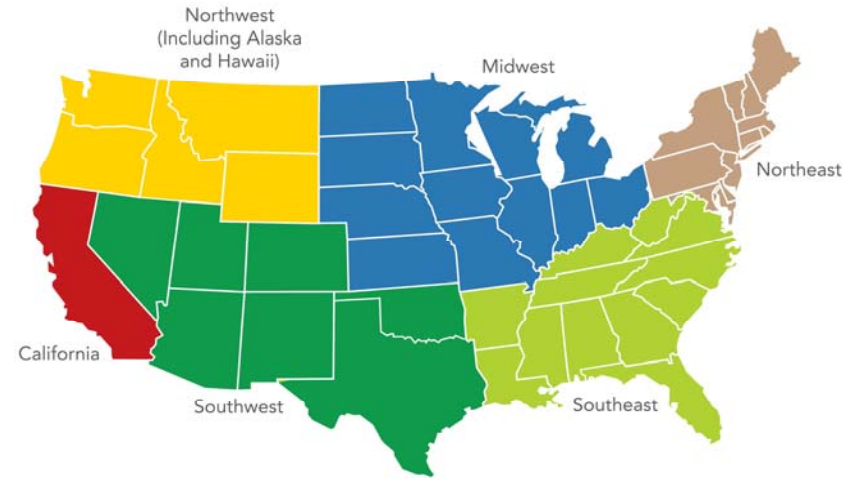 Northwest
(Including Alaska
and Hawaii)
Midwest
Northeast
California
Southwest
Southeast